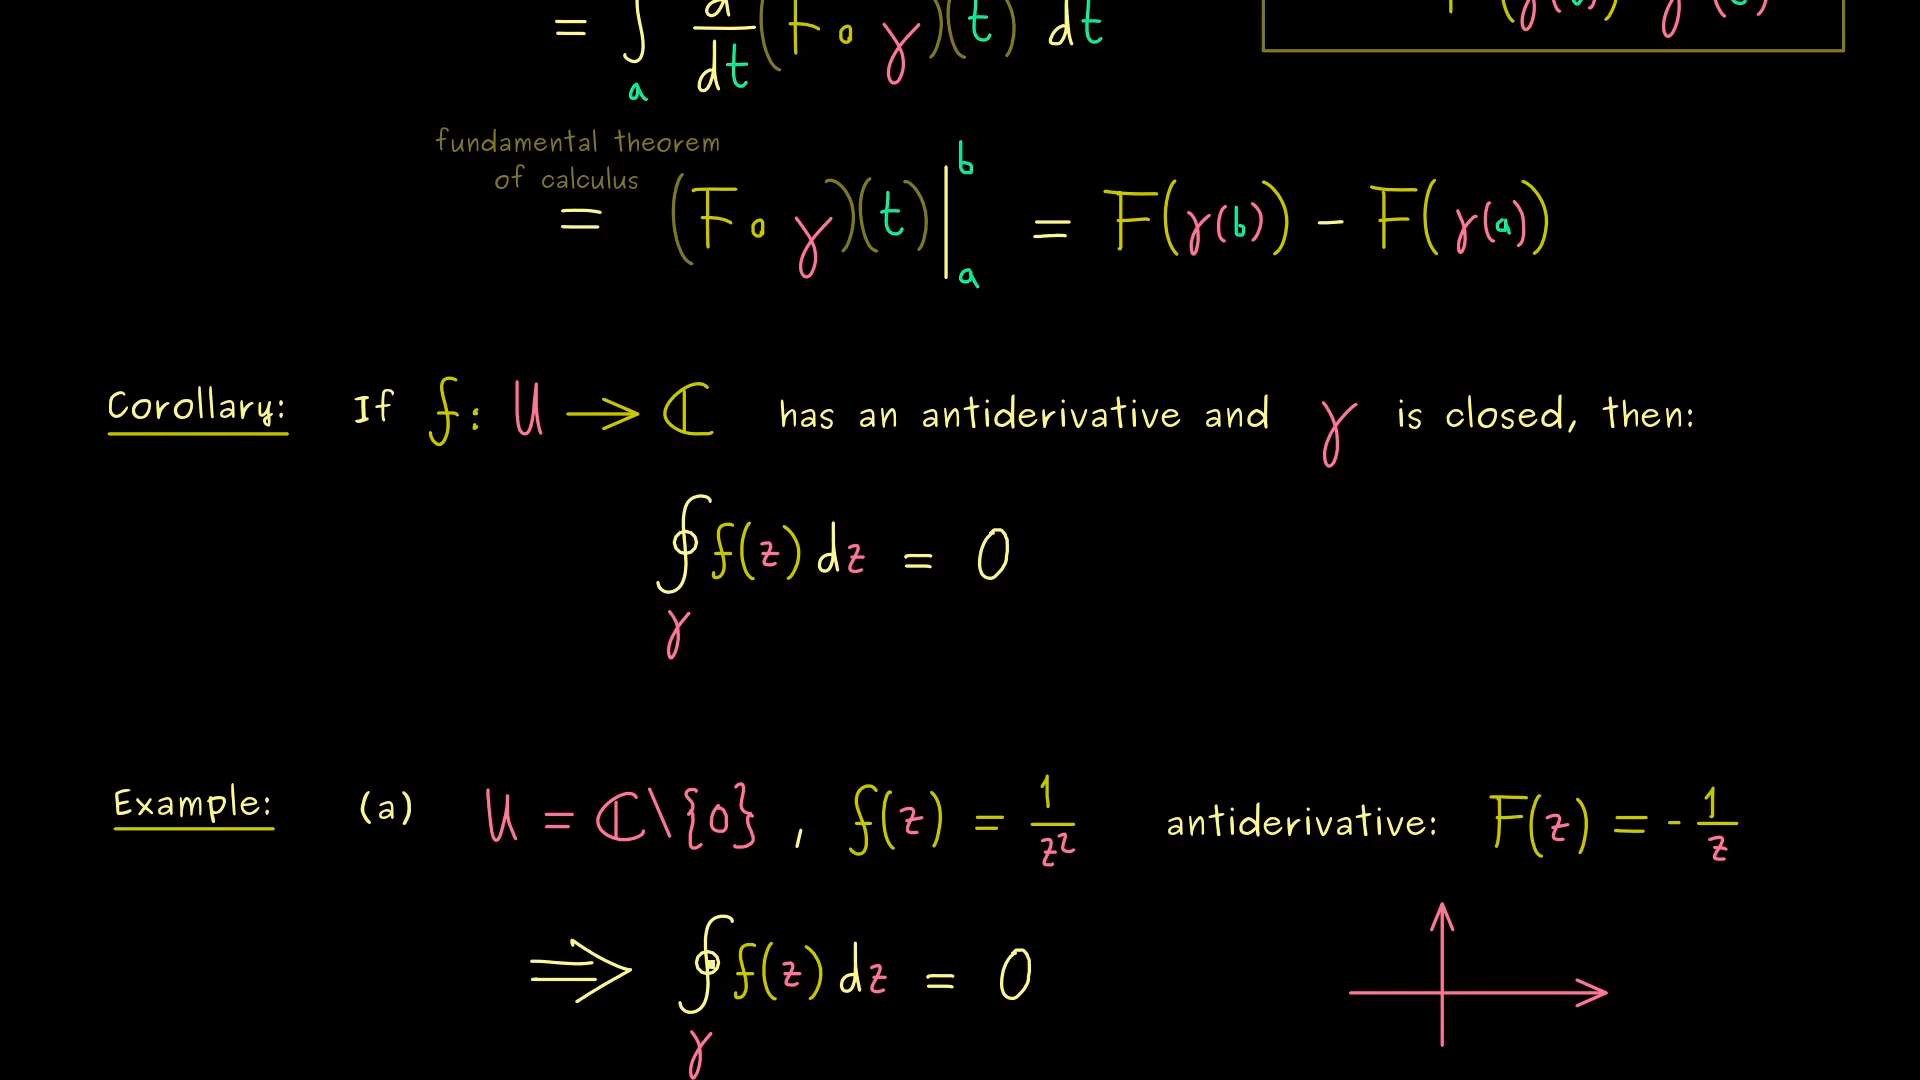 = ∫ₐ d/dt (F ∘ γ)(t) dt
fundamental theorem
of calculus
= (F ∘ γ)(t) |ₐᵇ = F(γ(b)) - F(γ(a))
Corollary: If f: U → ℂ has an antiderivative and γ is closed, then:
∮_γ f(z) dz = 0
Example: (a) U = ℂ\{0} , f(z) = 1/z² antiderivative: F(z) = - 1/z
⇒ ∮_γ f(z) dz = 0